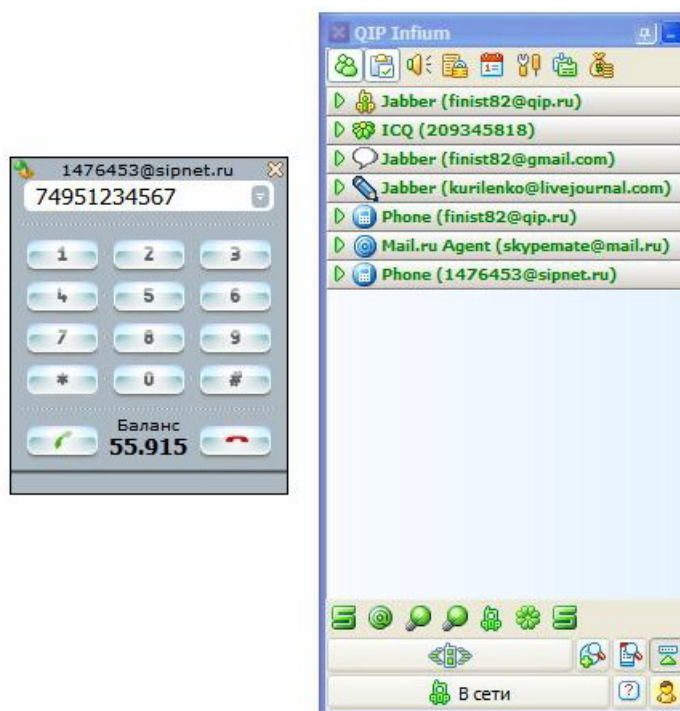 1476453@sipnet.ru
74951234567
1 2 3
4 5 6
7 8 9
* 0 #
Баланс
55.915
QIP Infium
Jabber (finist82@qip.ru)
ICQ (209345818)
Jabber (finist82@gmail.com)
Jabber (kurilenko@livejournal.com)
Phone (finist82@qip.ru)
Mail.ru Agent (skypemate@mail.ru)
Phone (1476453@sipnet.ru)
В сети